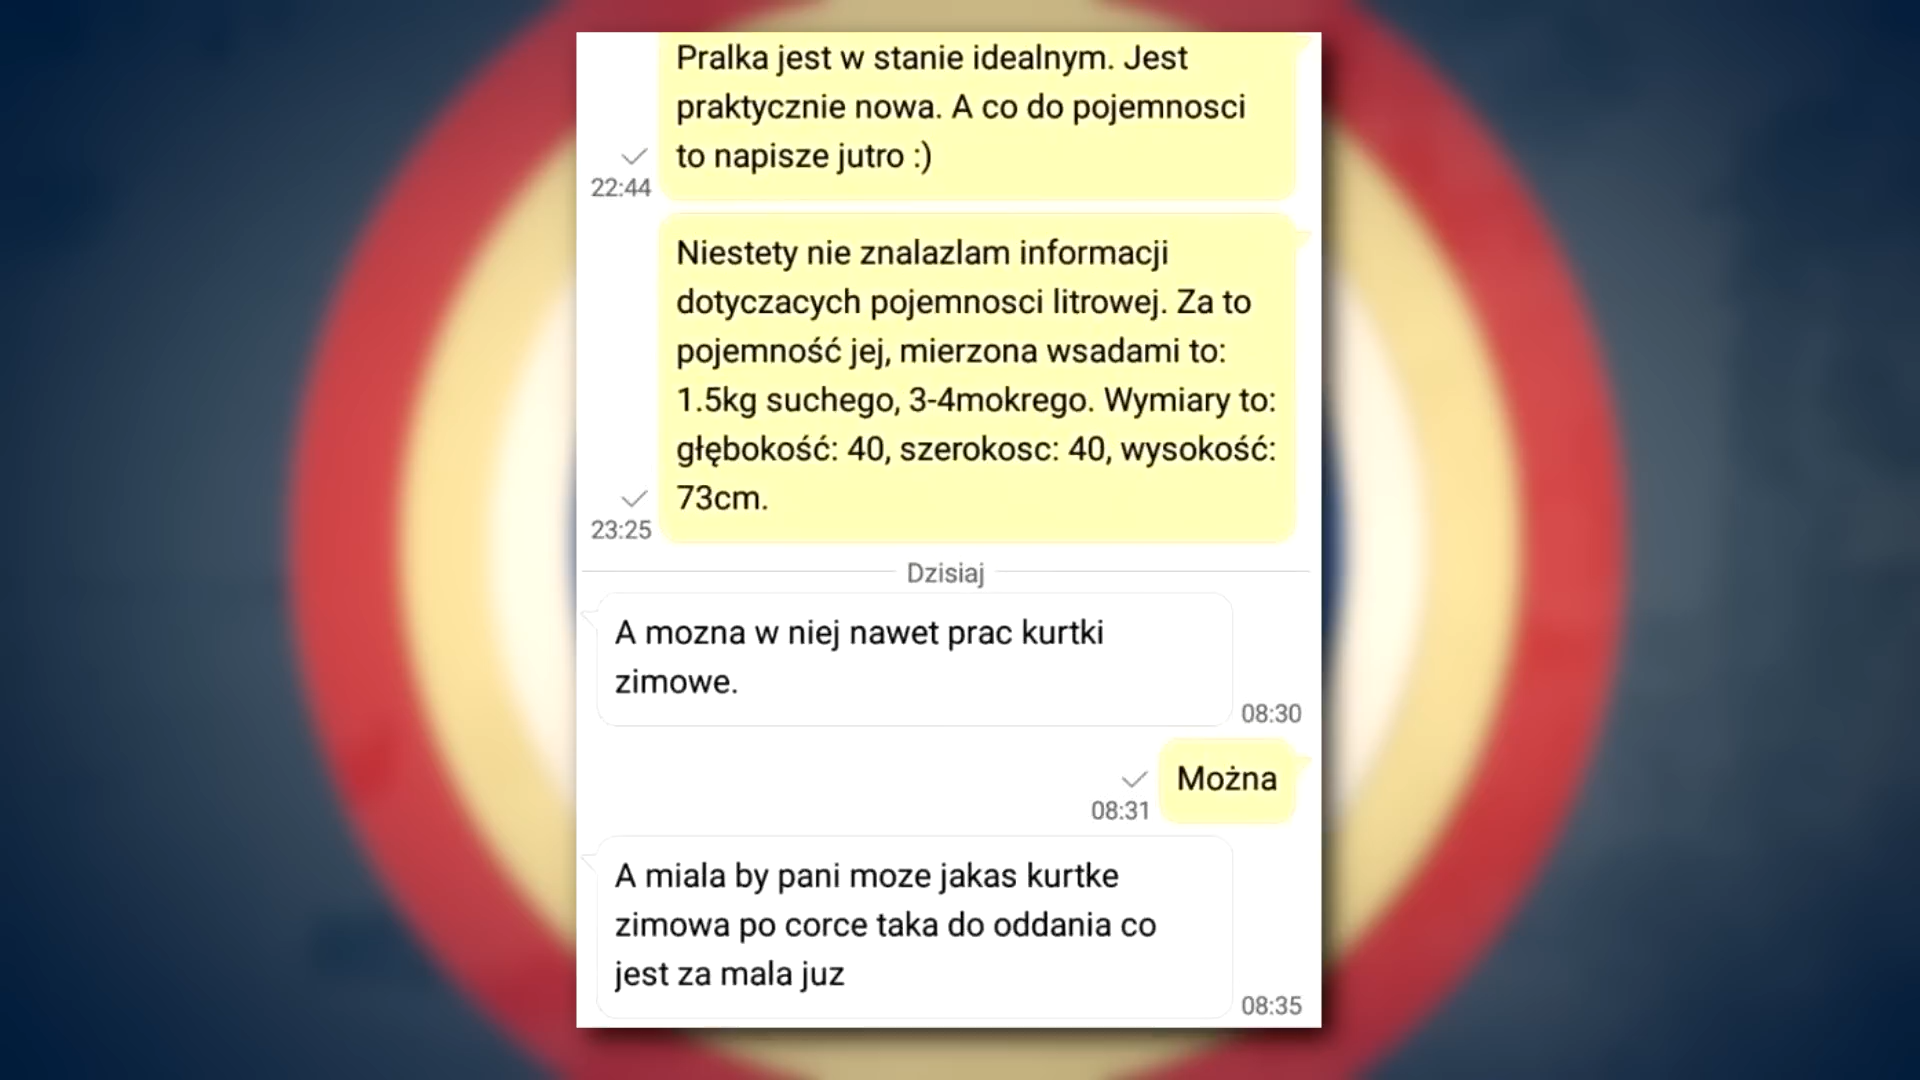 Pralka jest w stanie idealnym. Jest
praktycznie nowa. A co do pojemnosci
to napisze jutro :)
22:44
Niestety nie znalazlam informacji
dotyczacych pojemnosci litrowej. Za to
pojemność jej, mierzona wsadami to:
1.5kg suchego, 3-4mokrego. Wymiary to:
głębokość: 40, szerokosc: 40, wysokość:
73cm.
23:25
Dzisiaj
A mozna w niej nawet prac kurtki
zimowe.
08:30
Można
08:31
A miala by pani moze jakas kurtke
zimowa po corce taka do oddania co
jest za mala juz
08:35